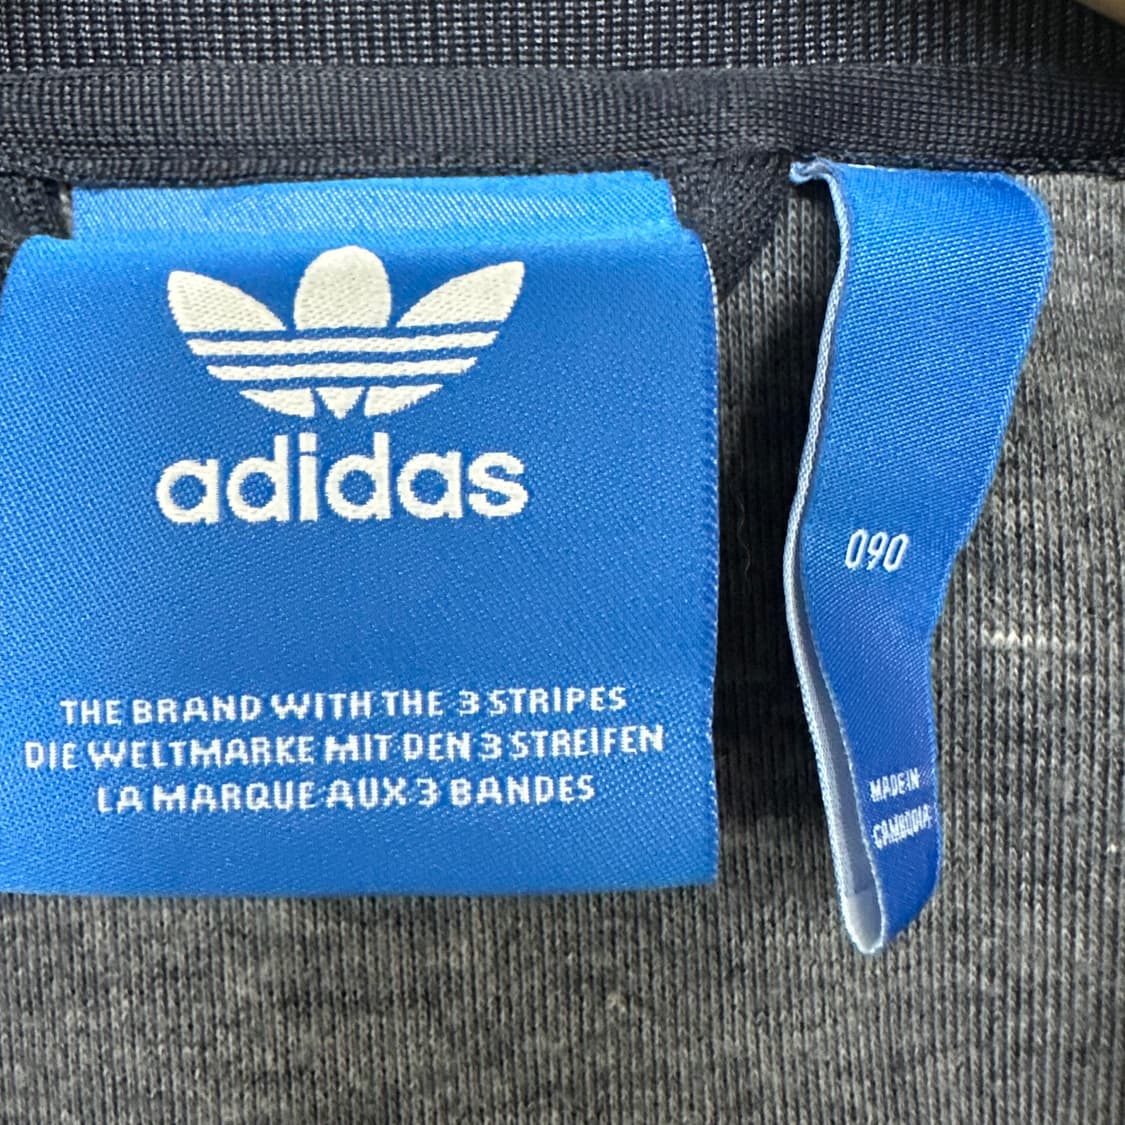 adidas
THE BRAND WITH THE 3 STRIPES
DIE WELTMARKE MIT DEN 3 STREIFEN
LA MARQUE AUX 3 BANDES
090
MADE IN
CAMBODIA